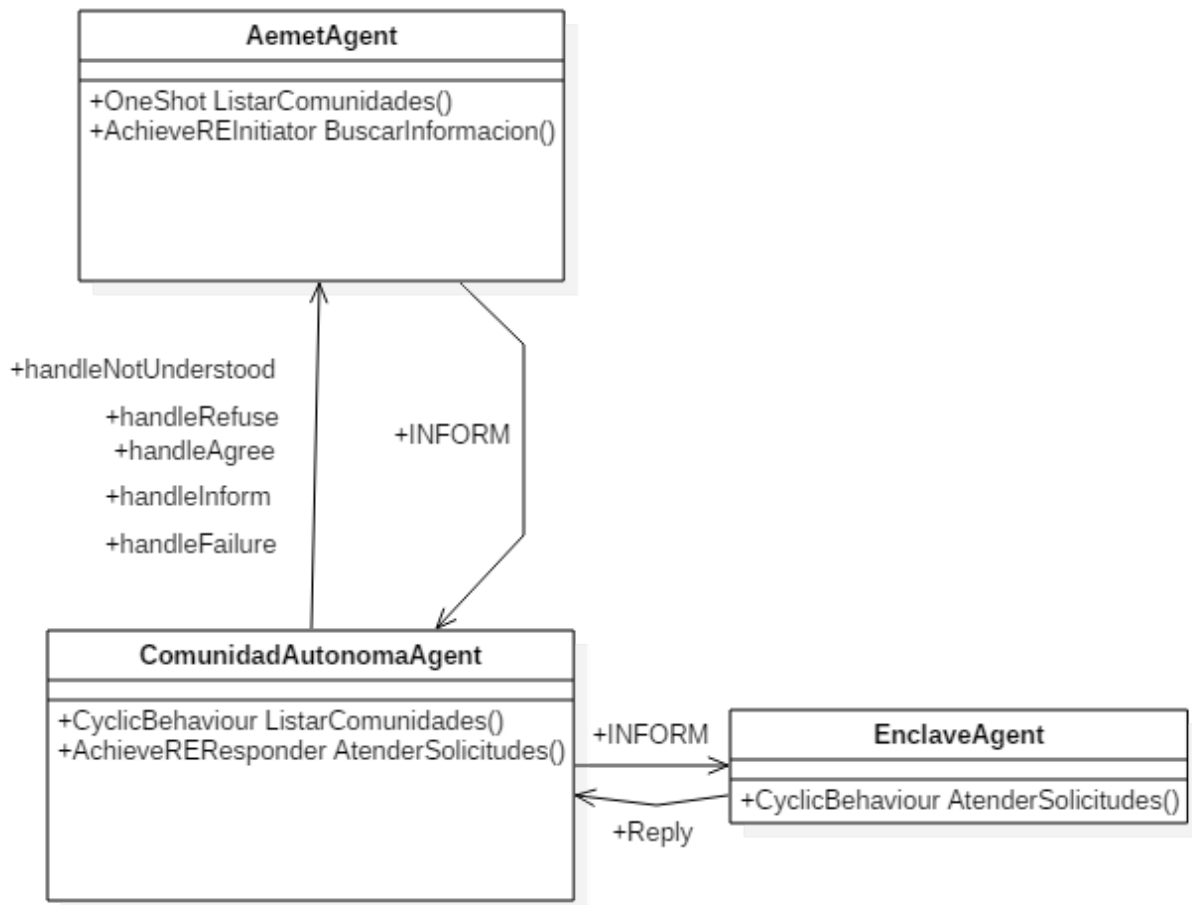 AemetAgent
+OneShot ListarComunidades()
+AchieveREInitiator BuscarInformacion()
+handleNotUnderstood
+handleRefuse
+handleAgree
+handleInform
+handleFailure
+INFORM
ComunidadAutonomaAgent
+CyclicBehaviour ListarComunidades()
+AchieveREResponder AtenderSolicitudes()
+INFORM
+Reply
EnclaveAgent
+CyclicBehaviour AtenderSolicitudes()